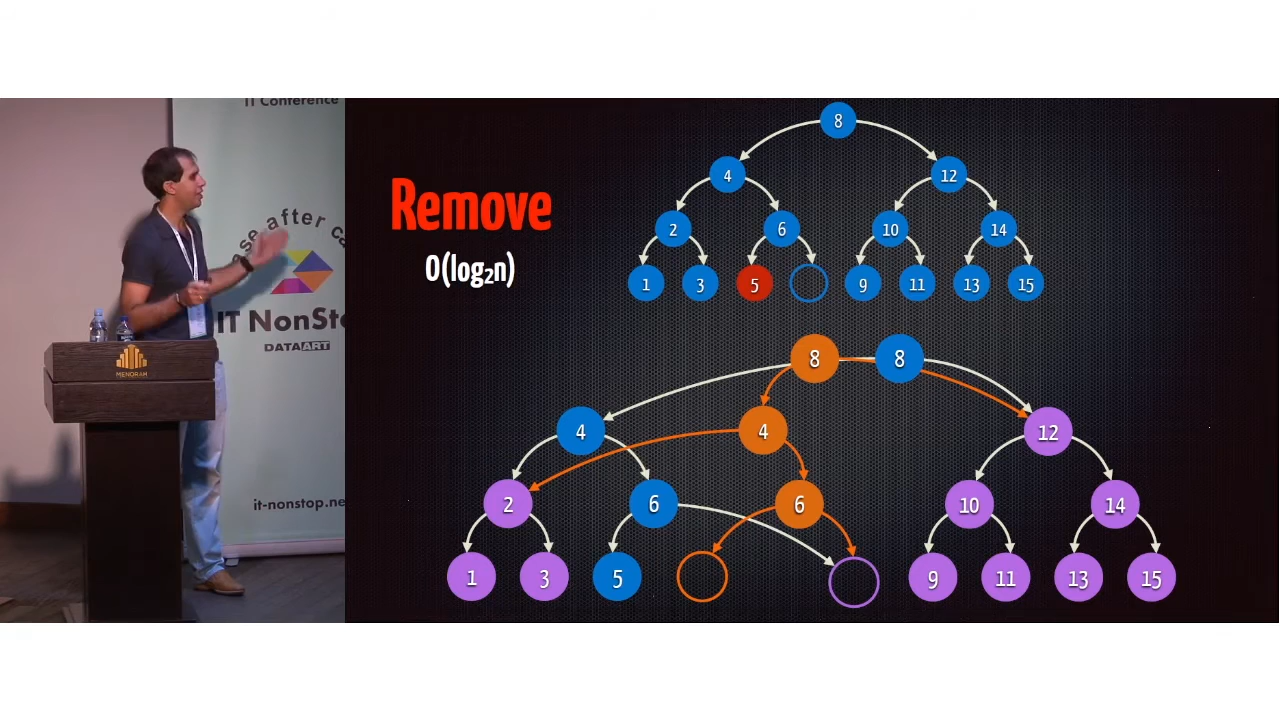 IT Conference
se after ca
IT NonSto
DATAART
it-nonstop.ne
MENORAH
Remove
O(log₂n)
8
4 12
2 6 10 14
1 3 5 9 11 13 15
8 8
4 4 12
2 6 6 10 14
1 3 5 9 11 13 15